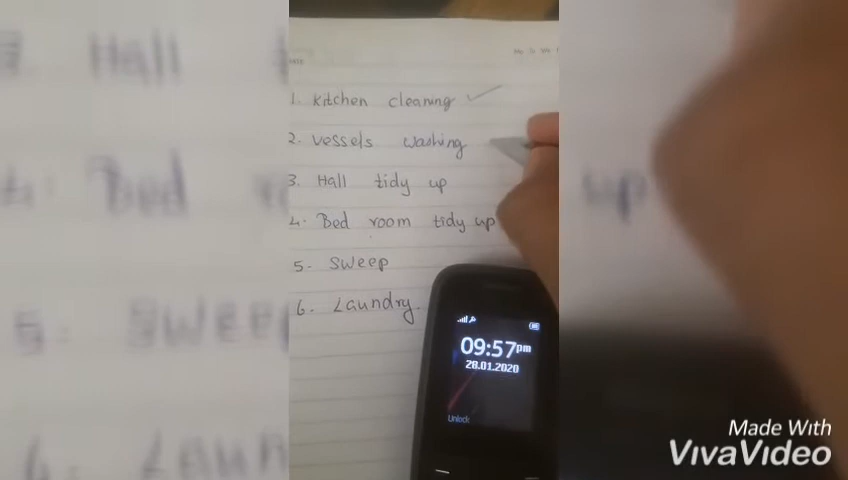 1. Kitchen cleaning ✓
2. Vessels washing
3. Hall tidy up
4. Bed room tidy up
5. Sweep
6. Laundry.
09:57pm
28.01.2020
Unlock
Made With
VivaVideo